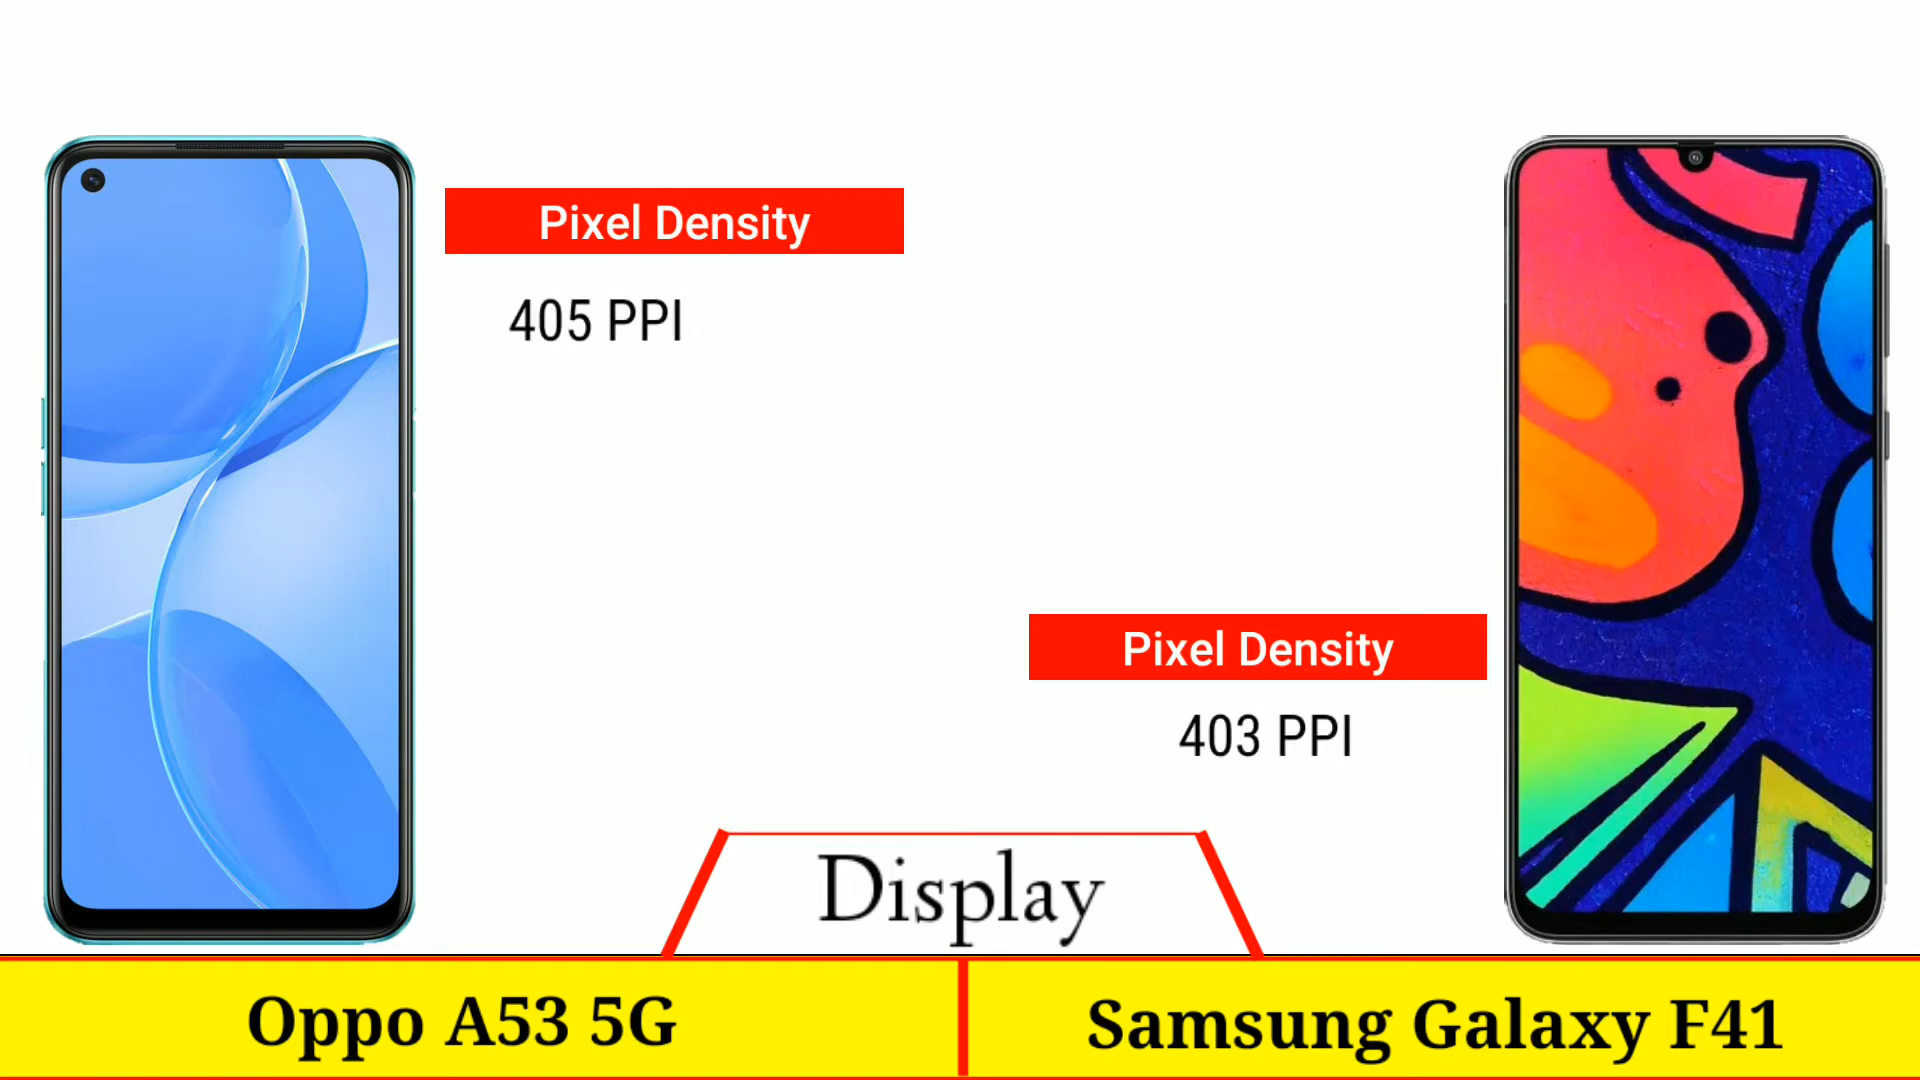 Pixel Density
405 PPI
Pixel Density
403 PPI
Display
Oppo A53 5G
Samsung Galaxy F41